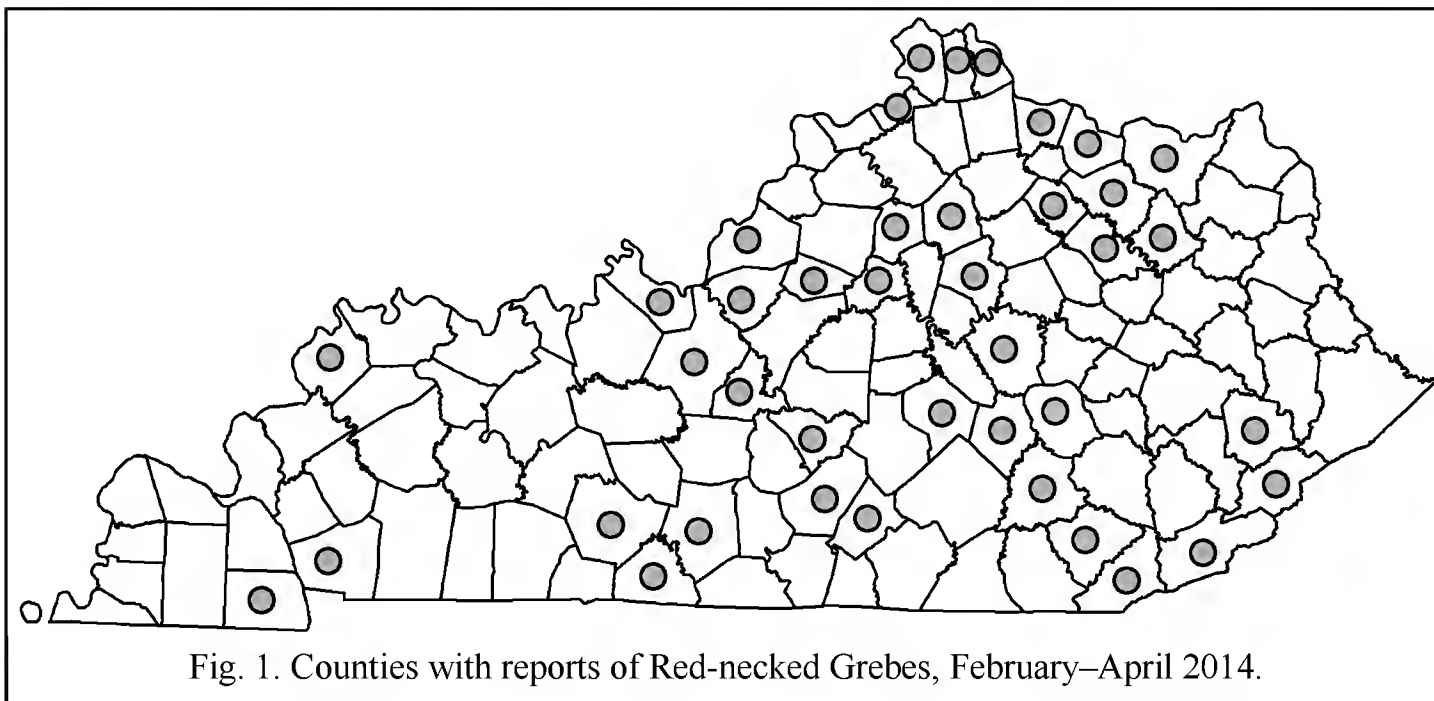 Fig. 1. Counties with reports of Red-necked Grebes, February–April 2014.